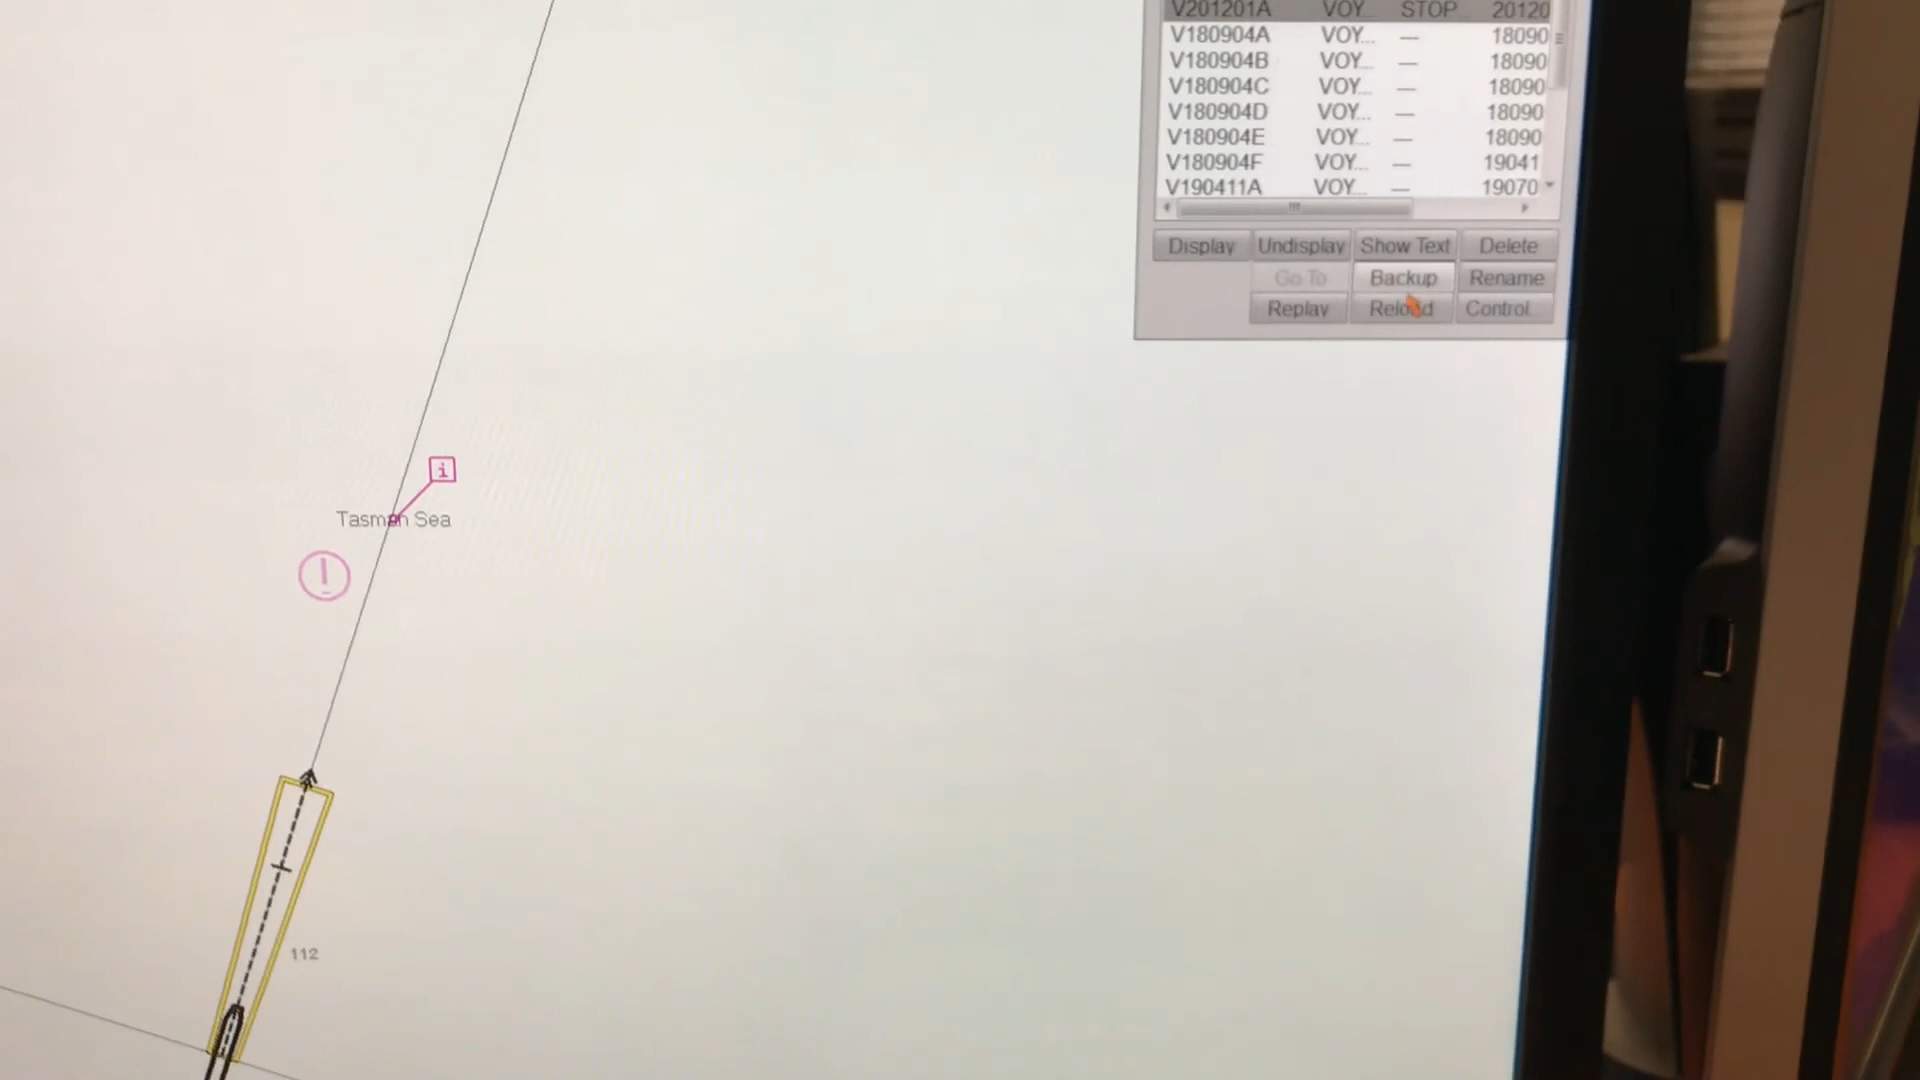 V201201A VOY... STOP 20120
V180904A VOY... — 18090
V180904B VOY... — 18090
V180904C VOY... — 18090
V180904D VOY... — 18090
V180904E VOY... — 18090
V180904F VOY... — 19041
V190411A VOY... — 19070
Display Undisplay Show Text Delete
Go To Backup Rename
Replay Reload Control...
i
Tasman Sea
!
112